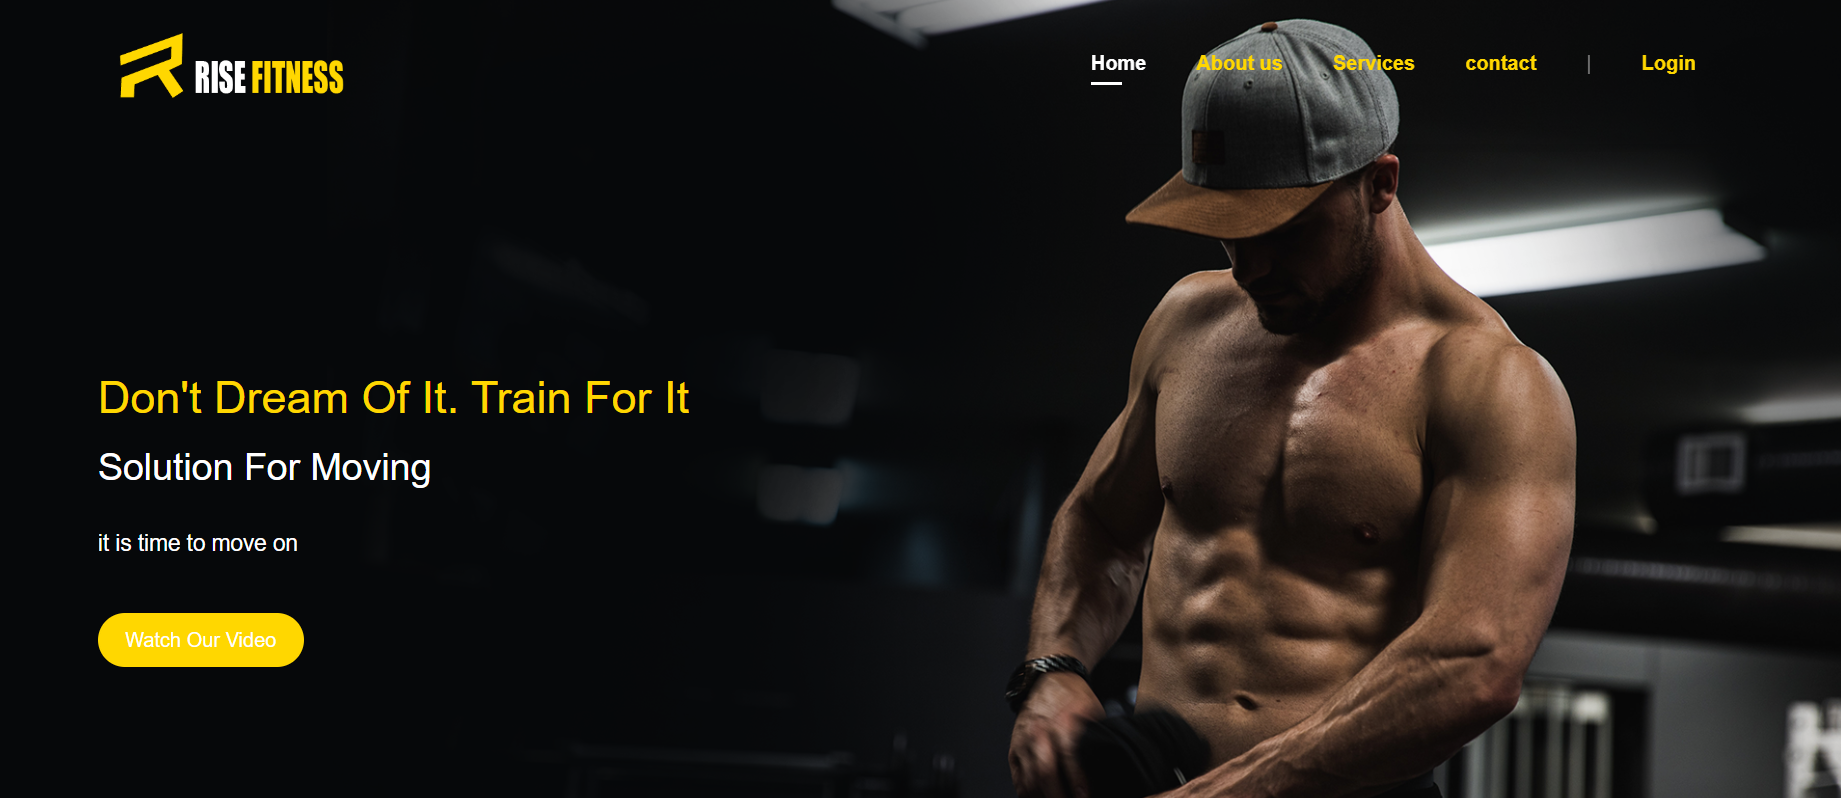 RISE FITNESS
Home About us Services contact | Login
Don't Dream Of It. Train For It
Solution For Moving
it is time to move on
Watch Our Video